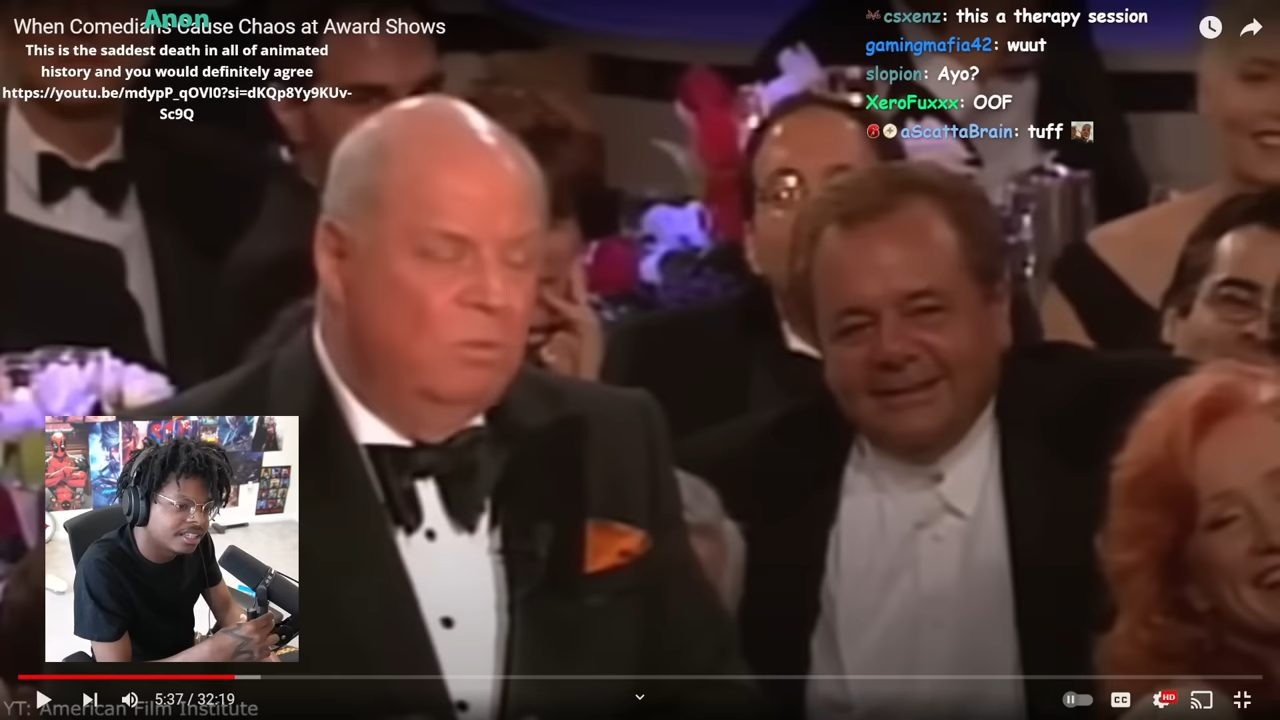 Anon
When Comedians Cause Chaos at Award Shows
This is the saddest death in all of animated
history and you would definitely agree
https://youtu.be/mdypP_qOVI0?si=dKQp8Yy9KUv-
Sc9Q
csxenz: this a therapy session
gamingmafia42: wuut
slopion: Ayo?
XeroFuxxx: OOF
aScattaBrain: tuff
5:37 / 32:19
CC
HD
YT: American Film Institute